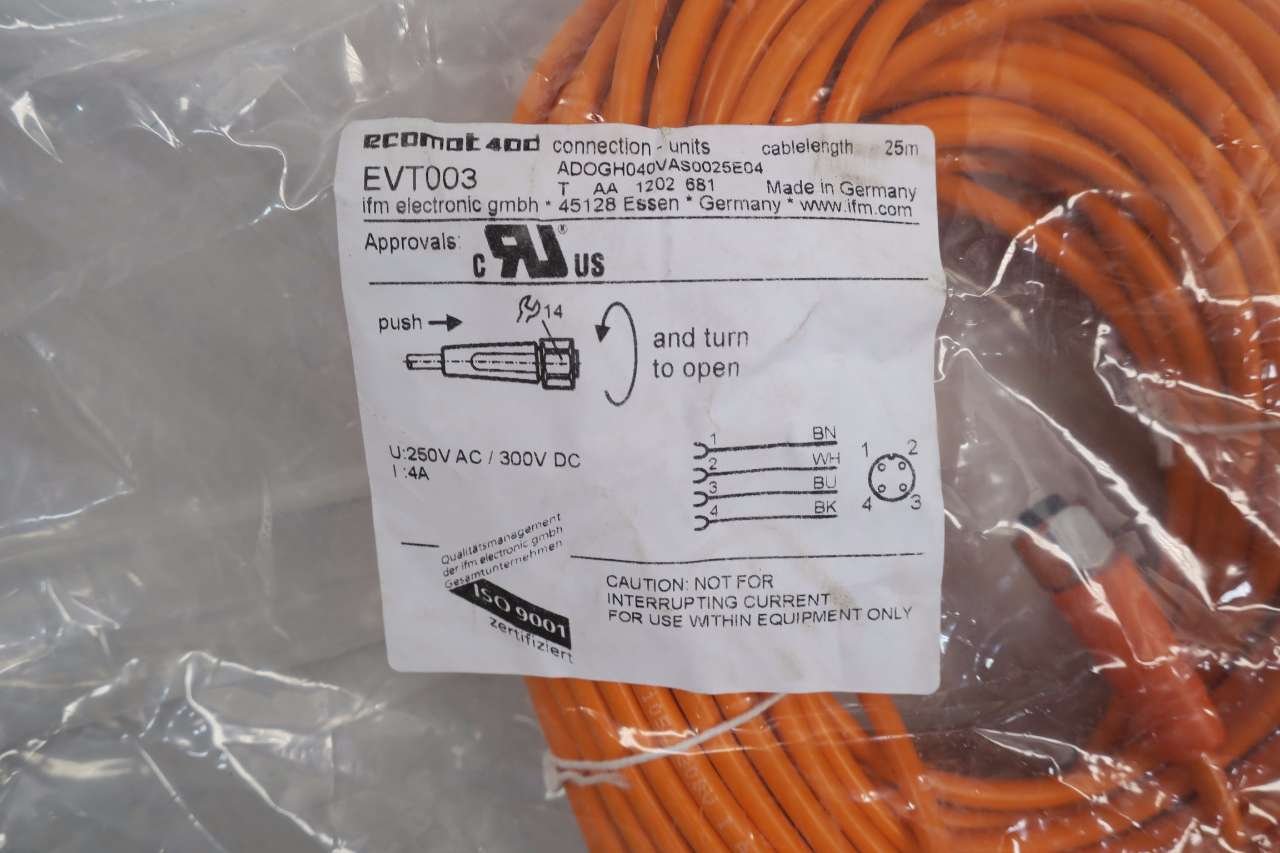 ecomat 400 connection - units cablelength 25m
EVT003 ADOGH040VAS0025E04
T AA 1202 681 Made in Germany
ifm electronic gmbh * 45128 Essen * Germany * www.ifm.com
Approvals: C RU ® US
push 14
and turn
to open
U:250V AC / 300V DC
I :4A
1 BN
2 WH
3 BU
4 BK
1 2
4 3
Qualitätsmanagement
der ifm electronic gmbh
Gesamtunternehmen
ISO 9001
zertifiziert
CAUTION: NOT FOR
INTERRUPTING CURRENT
FOR USE WITHIN EQUIPMENT ONLY